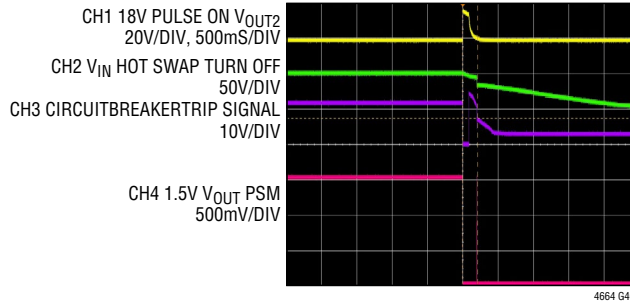 CH1 18V PULSE ON VOUT2
20V/DIV, 500mS/DIV
CH2 VIN HOT SWAP TURN OFF
50V/DIV
CH3 CIRCUITBREAKERTRIP SIGNAL
10V/DIV
CH4 1.5V VOUT PSM
500mV/DIV
4664 G4